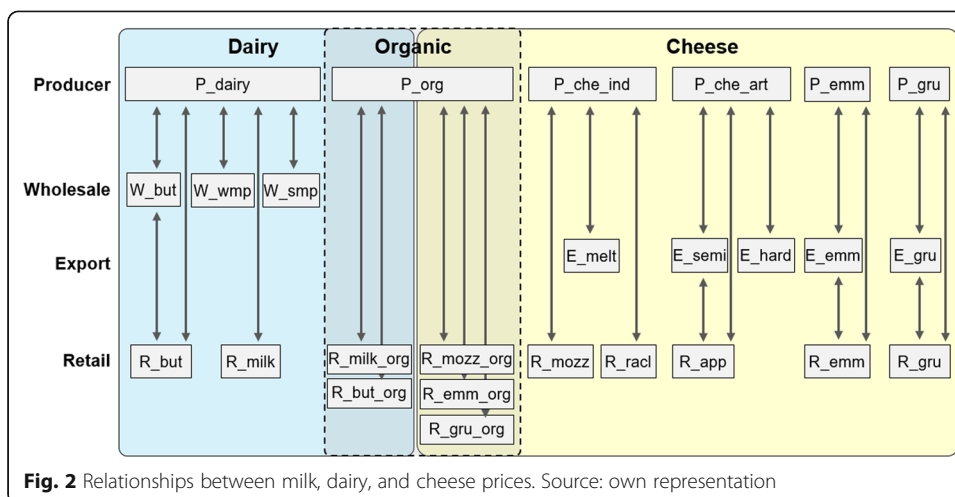 Dairy Organic Cheese
Producer P_dairy P_org P_che_ind P_che_art P_emm P_gru
Wholesale W_but W_wmp W_smp
Export E_melt E_semi E_hard E_emm E_gru
Retail R_but R_milk R_milk_org R_mozz_org R_mozz R_racl R_app R_emm R_gru
R_but_org R_emm_org
R_gru_org
Fig. 2 Relationships between milk, dairy, and cheese prices. Source: own representation